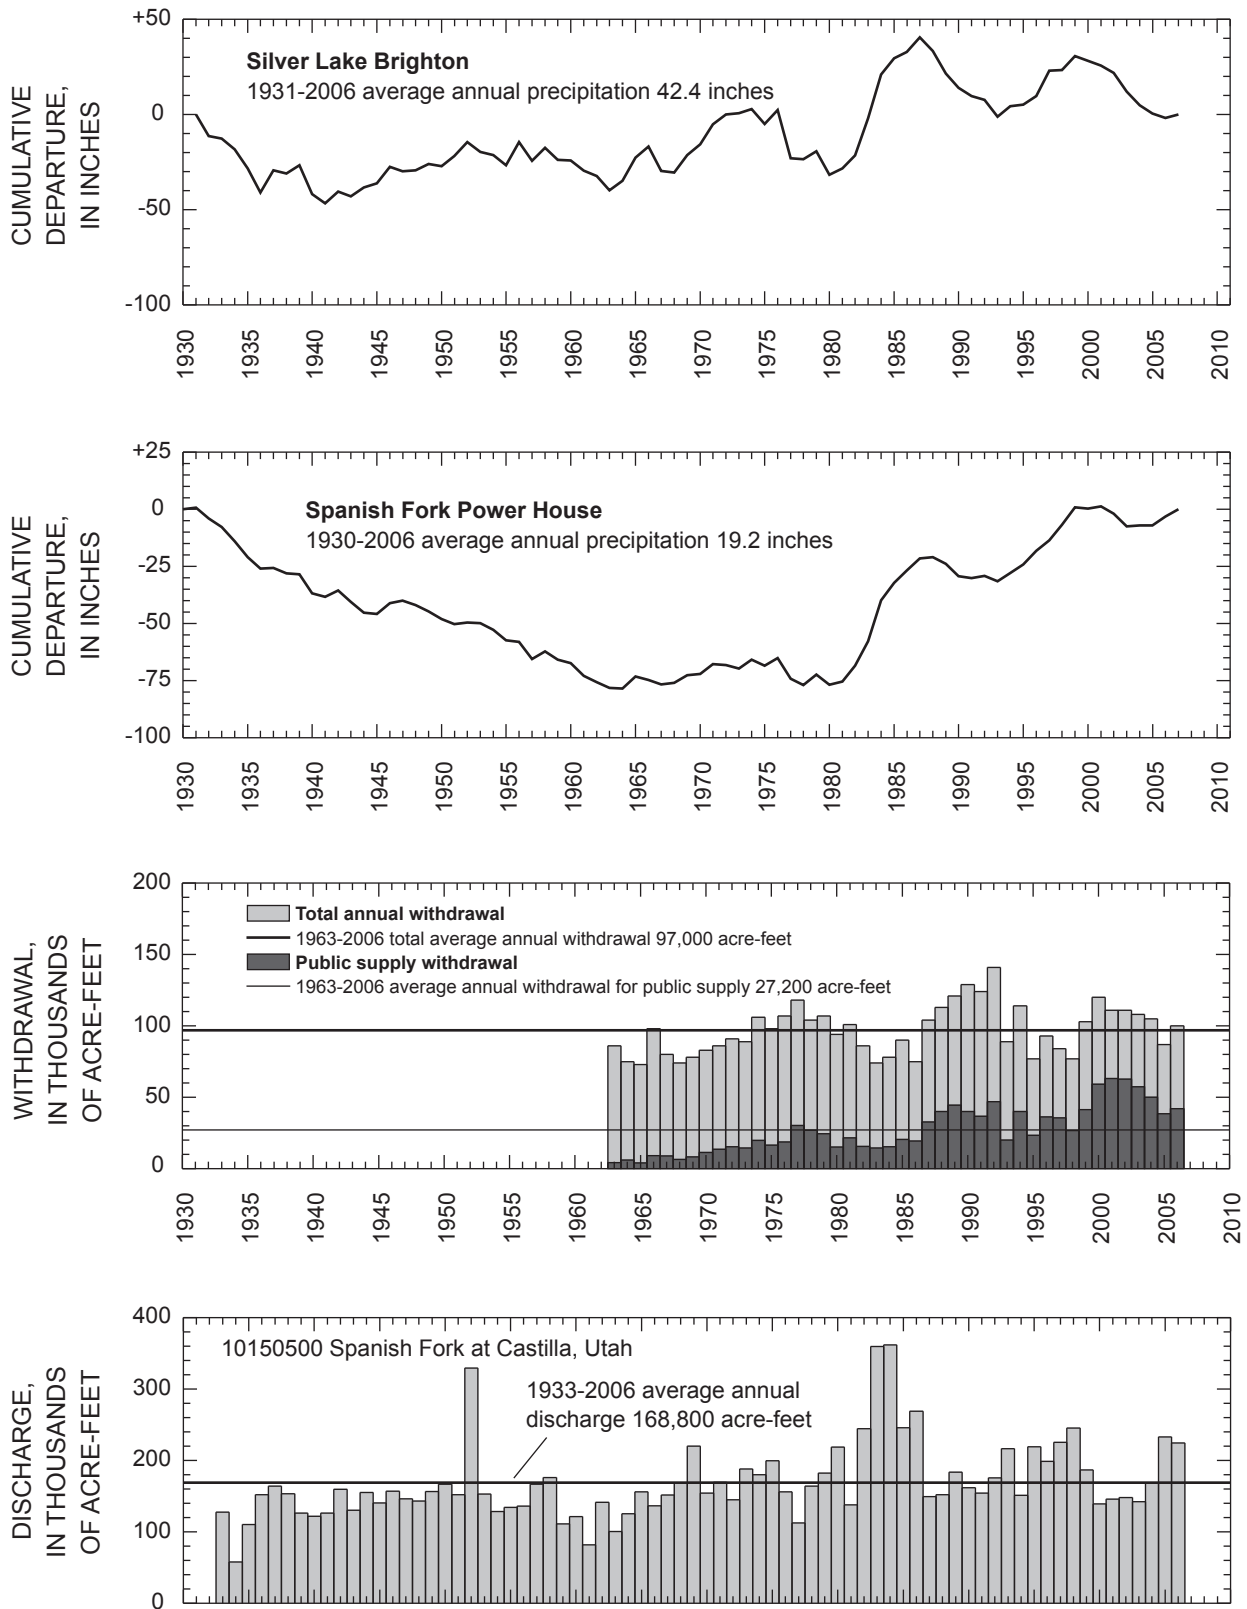 +50
0
-50
-100
CUMULATIVE
DEPARTURE,
IN INCHES
Silver Lake Brighton
1931-2006 average annual precipitation 42.4 inches
1930 1935 1940 1945 1950 1955 1960 1965 1970 1975 1980 1985 1990 1995 2000 2005 2010
+25
0
-25
-50
-75
-100
CUMULATIVE
DEPARTURE,
IN INCHES
Spanish Fork Power House
1930-2006 average annual precipitation 19.2 inches
1930 1935 1940 1945 1950 1955 1960 1965 1970 1975 1980 1985 1990 1995 2000 2005 2010
200
150
100
50
0
WITHDRAWAL,
IN THOUSANDS
OF ACRE-FEET
Total annual withdrawal
1963-2006 total average annual withdrawal 97,000 acre-feet
Public supply withdrawal
1963-2006 average annual withdrawal for public supply 27,200 acre-feet
1930 1935 1940 1945 1950 1955 1960 1965 1970 1975 1980 1985 1990 1995 2000 2005 2010
400
300
200
100
0
DISCHARGE,
IN THOUSANDS
OF ACRE-FEET
10150500 Spanish Fork at Castilla, Utah
1933-2006 average annual
discharge 168,800 acre-feet